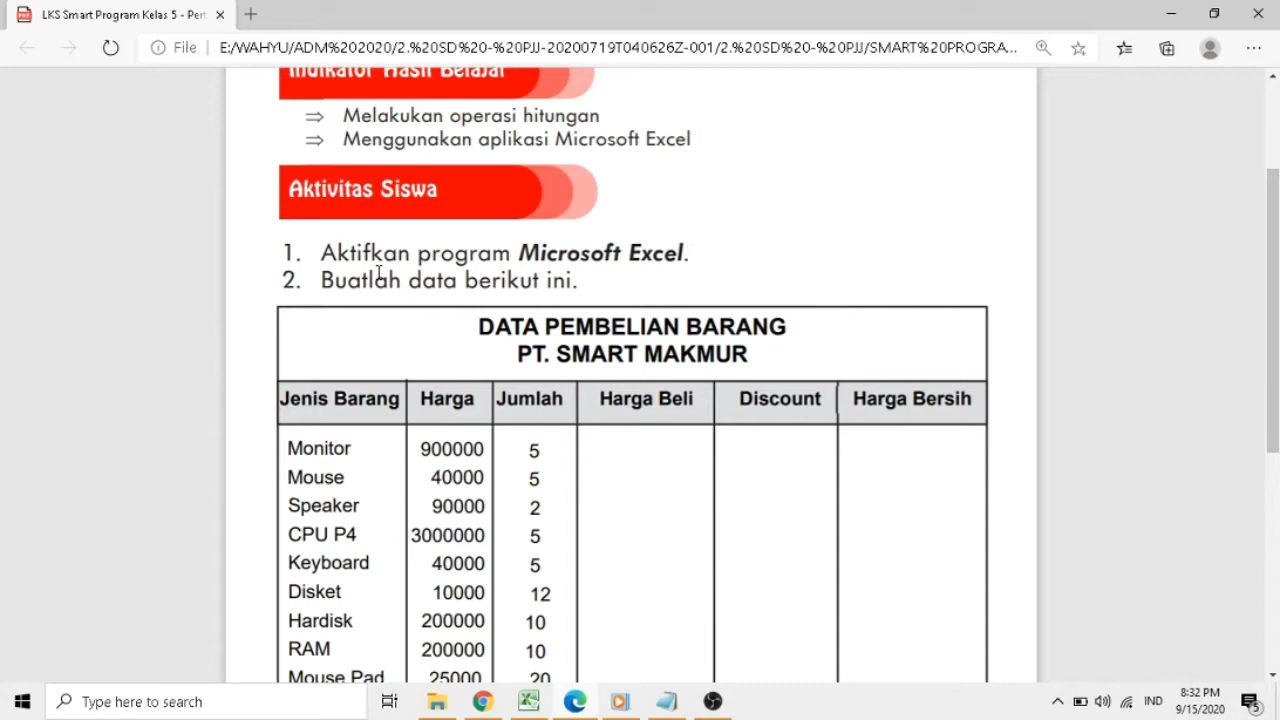 LKS Smart Program Kelas 5 - Pert
File
E:/WAHYU/ADM%202020/2.%20SD%20-%20PJJ-20200719T040626Z-001/2.%20SD%20-%20PJJ/SMART%20PROGRA...
Indikator Hasil Belajar
⇒ Melakukan operasi hitungan
⇒ Menggunakan aplikasi Microsoft Excel
Aktivitas Siswa
1. Aktifkan program Microsoft Excel.
2. Buatlah data berikut ini.
DATA PEMBELIAN BARANG
PT. SMART MAKMUR
Jenis Barang Harga Jumlah Harga Beli Discount Harga Bersih
Monitor 900000 5
Mouse 40000 5
Speaker 90000 2
CPU P4 3000000 5
Keyboard 40000 5
Disket 10000 12
Hardisk 200000 10
RAM 200000 10
Mouse Pad 25000 20
Type here to search
IND
8:32 PM
9/15/2020
5